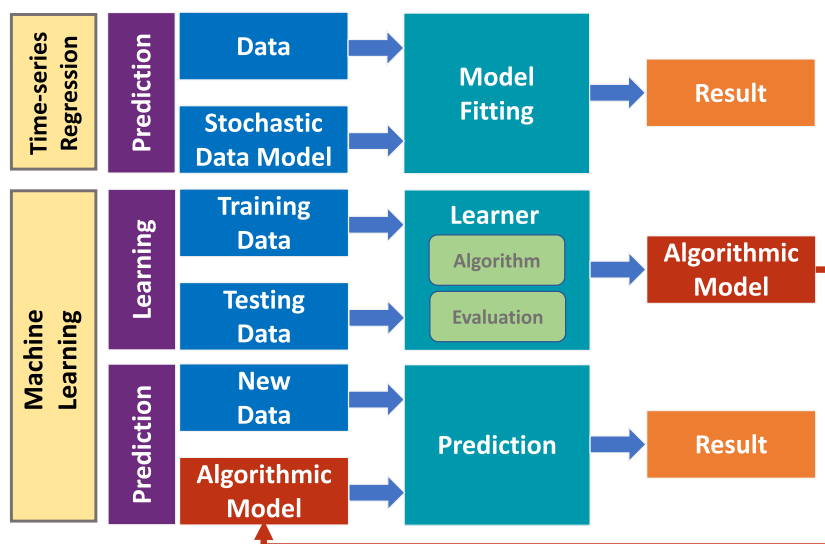 Time-series
Regression
Prediction
Data
Stochastic
Data Model
Model
Fitting
Result
Machine
Learning
Learning
Training
Data
Testing
Data
Learner
Algorithm
Evaluation
Algorithmic
Model
Prediction
New
Data
Algorithmic
Model
Prediction
Result